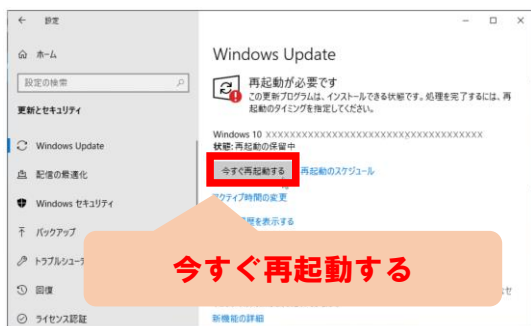 設定
ホーム
設定の検索
更新とセキュリティ
Windows Update
配信の最適化
Windows セキュリティ
バックアップ
トラブルシューテ
回復
ライセンス認証
Windows Update
再起動が必要です
この更新プログラムは、インストールできる状態です。処理を完了するには、再
起動のタイミングを指定してください。
Windows 10 XXXXXXXXXXXXXXXXXXXXXXXXXXXXXXXXXXX
状態: 再起動の保留中
今すぐ再起動する
再起動のスケジュール
アクティブ時間の変更
歴を表示する
今すぐ再起動する
せ
新機能の詳細